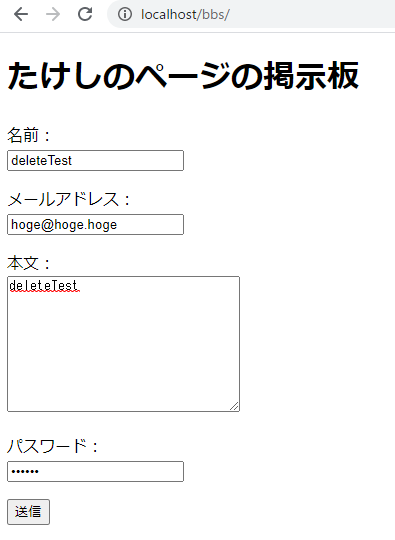 localhost/bbs/
たけしのページの掲示板
名前：
deleteTest
メールアドレス：
hoge@hoge.hoge
本文：
deleteTest
パスワード：
••••••
送信